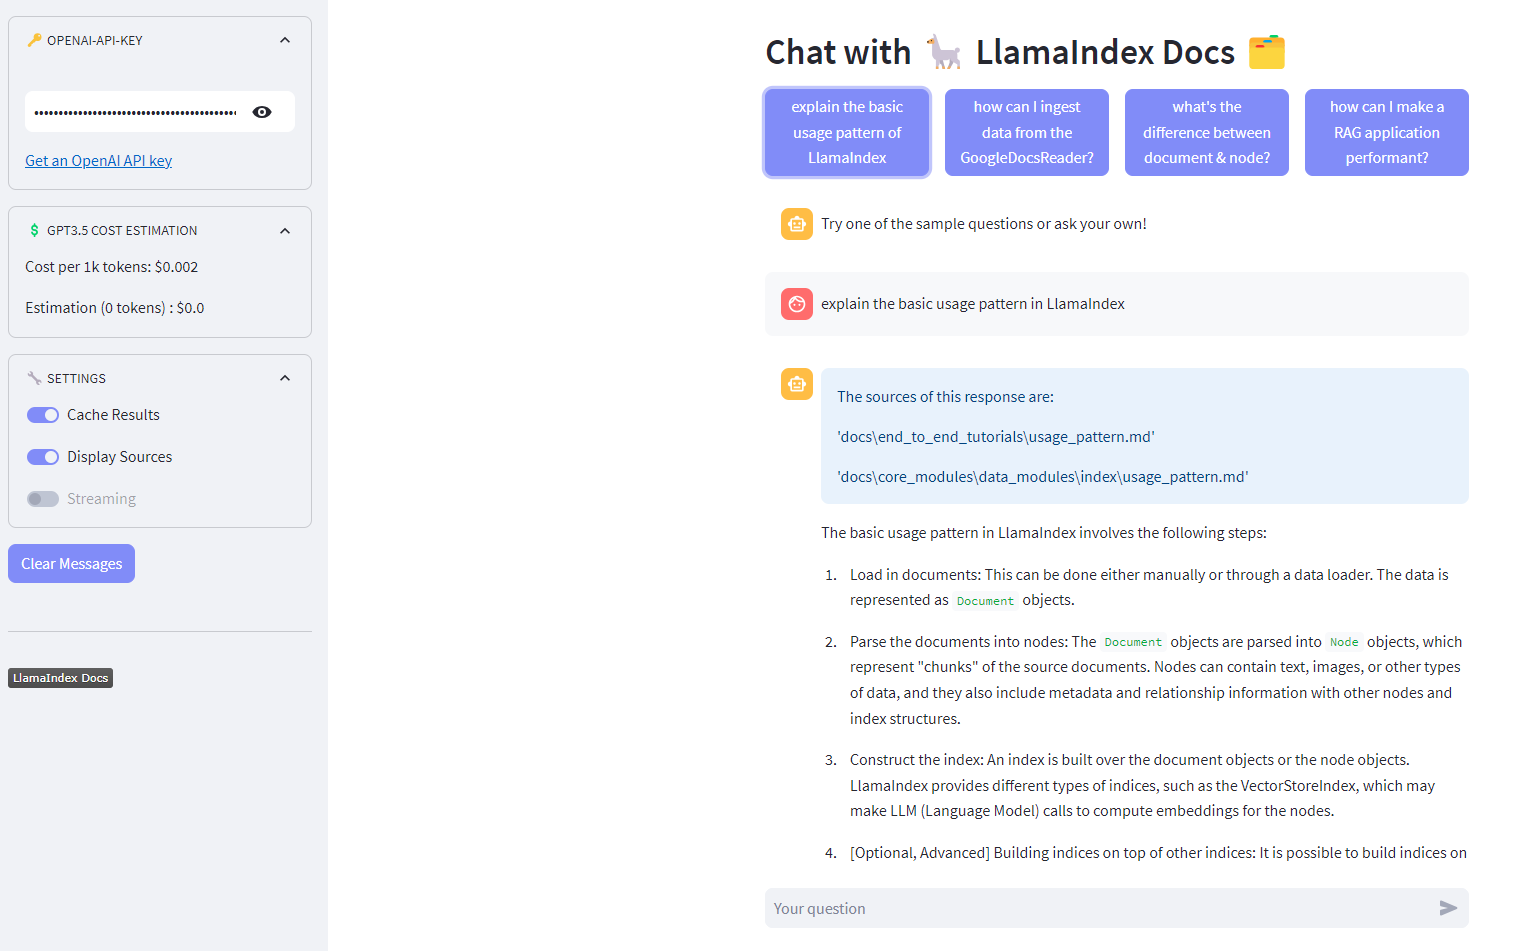 OPENAI-API-KEY
Get an OpenAI API key
GPT3.5 COST ESTIMATION
Cost per 1k tokens: $0.002
Estimation (0 tokens) : $0.0
SETTINGS
Cache Results
Display Sources
Streaming
Clear Messages
LlamaIndex Docs
Chat with LlamaIndex Docs
explain the basic
usage pattern of
LlamaIndex
how can I ingest
data from the
GoogleDocsReader?
what's the
difference between
document & node?
how can I make a
RAG application
performant?
Try one of the sample questions or ask your own!
explain the basic usage pattern in LlamaIndex
The sources of this response are:
'docs\end_to_end_tutorials\usage_pattern.md'
'docs\core_modules\data_modules\index\usage_pattern.md'
The basic usage pattern in LlamaIndex involves the following steps:
1. Load in documents: This can be done either manually or through a data loader. The data is
represented as Document objects.
2. Parse the documents into nodes: The Document objects are parsed into Node objects, which
represent "chunks" of the source documents. Nodes can contain text, images, or other types
of data, and they also include metadata and relationship information with other nodes and
index structures.
3. Construct the index: An index is built over the document objects or the node objects.
LlamaIndex provides different types of indices, such as the VectorStoreIndex, which may
make LLM (Language Model) calls to compute embeddings for the nodes.
4. [Optional, Advanced] Building indices on top of other indices: It is possible to build indices on
Your question